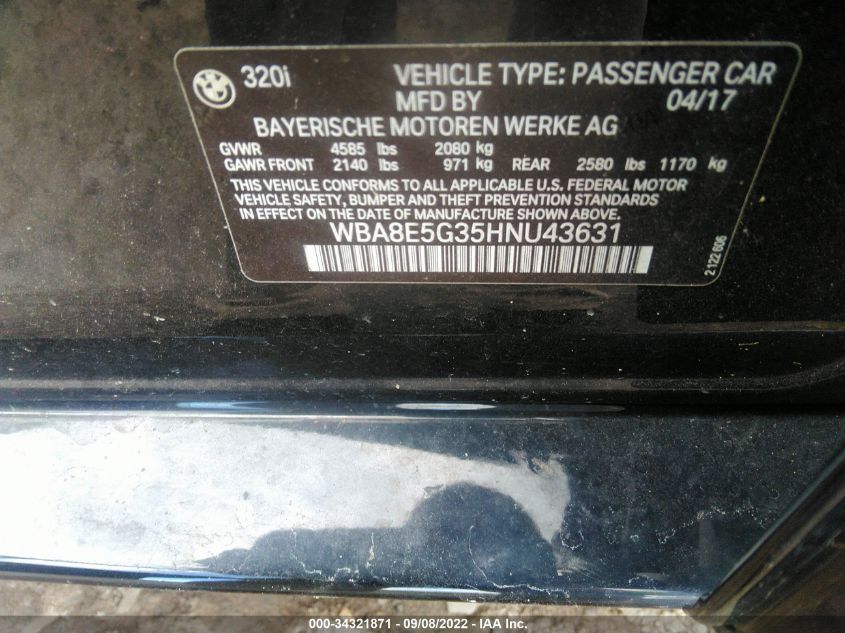 320i VEHICLE TYPE: PASSENGER CAR
MFD BY 04/17
BAYERISCHE MOTOREN WERKE AG
GVWR 4585 lbs 2080 kg
GAWR FRONT 2140 lbs 971 kg REAR 2580 lbs 1170 kg
THIS VEHICLE CONFORMS TO ALL APPLICABLE U.S. FEDERAL MOTOR
VEHICLE SAFETY, BUMPER AND THEFT PREVENTION STANDARDS
IN EFFECT ON THE DATE OF MANUFACTURE SHOWN ABOVE.
WBA8E5G35HNU43631
2 122 606
000-34321871 - 09/08/2022 - IAA Inc.